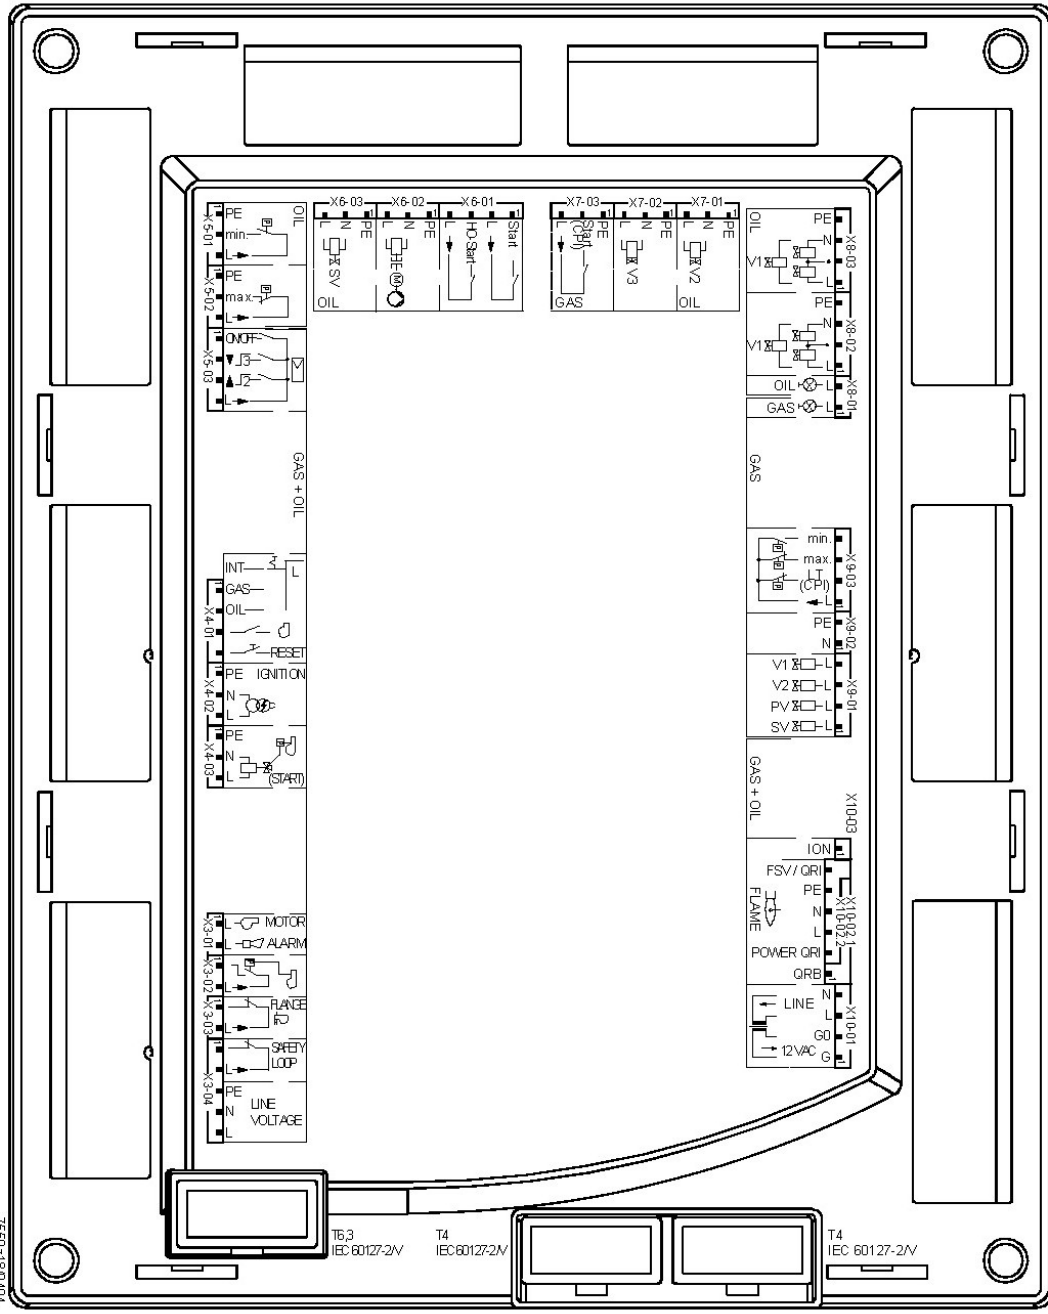 X5-01
PE
OIL
min.
L
X5-02
PE
max.
L
X5-03
ON/OFF
3
2
L
GAS + OIL
INT
L
GAS
OIL
X4-01
RESET
X4-02
PE IGNITION
N
L
X4-03
PE
N
L
(START)
X3-01
L MOTOR
L ALARM
X3-02
L
X3-03
FLANGE
L
X3-04
SAFETY
LOOP
L
PE
N
L
LINE
VOLTAGE
X6-03
L N PE
SV
OIL
X6-02
L N PE
M
X6-01
L HO-Start
L Start
X7-03
L Start PE
(CPI)
GAS
X7-02
L N PE
V3
X7-01
L N PE
V2
OIL
X8-03
OIL
PE
N
V1
L
X8-02
PE
N
V1
L
X8-01
OIL L
GAS L
GAS
X9-03
min.
max.
LT
(CPI)
L
X9-02
PE
N
X9-01
V1 L
V2 L
PV L
SV L
GAS + OIL
X10-03
ION
FSV / QRI
PE
N
L
POWER QRI
QRB
FLAME
X10-02.1
X10-02.2
X10-01
N
LINE
L
G0
12VAC G
T6,3
IEC 60127-2/V
T4
IEC 60127-2/V
T4
IEC 60127-2/V